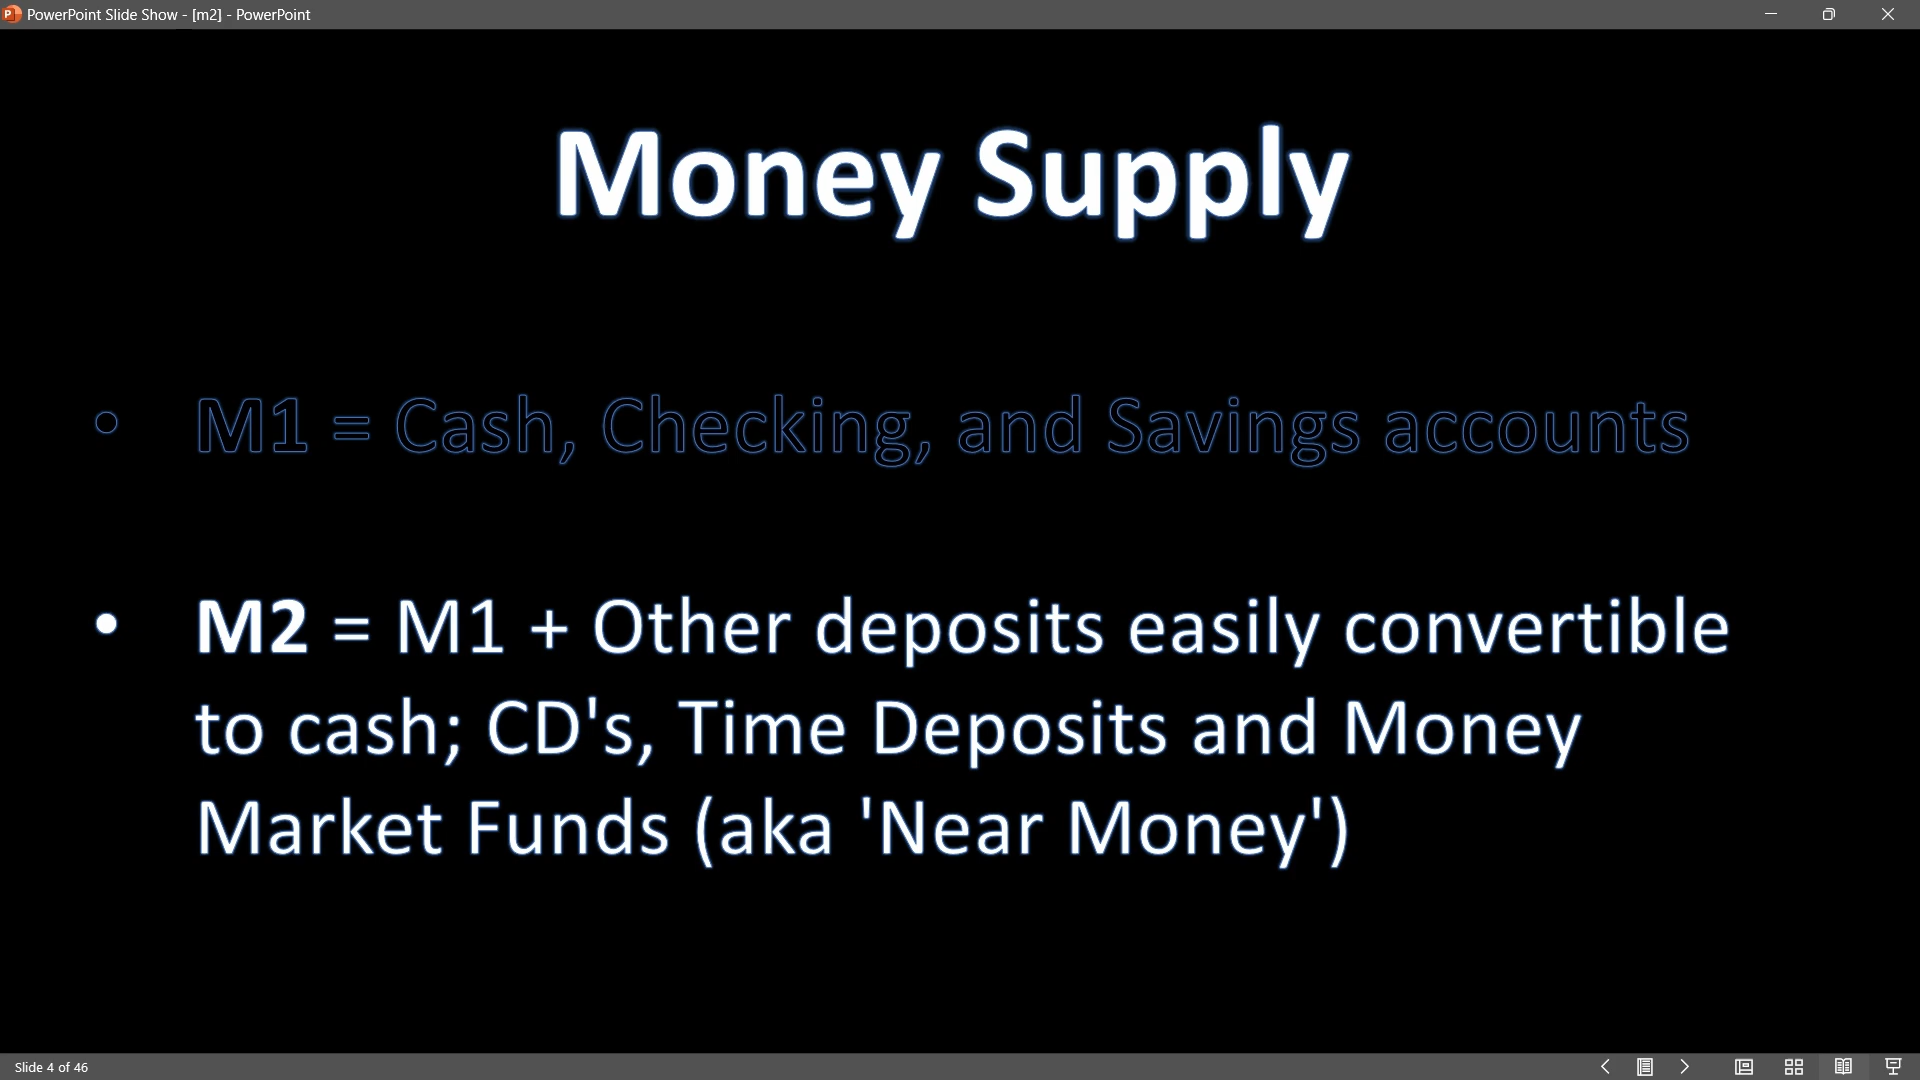 PowerPoint Slide Show - [m2] - PowerPoint
Money Supply
• M1 = Cash, Checking, and Savings accounts
• M2 = M1 + Other deposits easily convertible
to cash; CD's, Time Deposits and Money
Market Funds (aka 'Near Money')
Slide 4 of 46